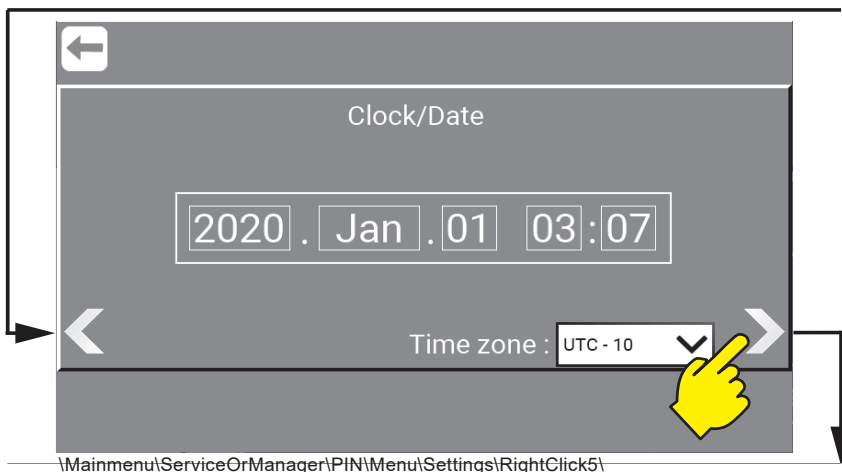 Clock/Date
2020 . Jan . 01 03 : 07
Time zone : UTC - 10
\Mainmenu\ServiceOrManager\PIN\Menu\Settings\RightClick5\